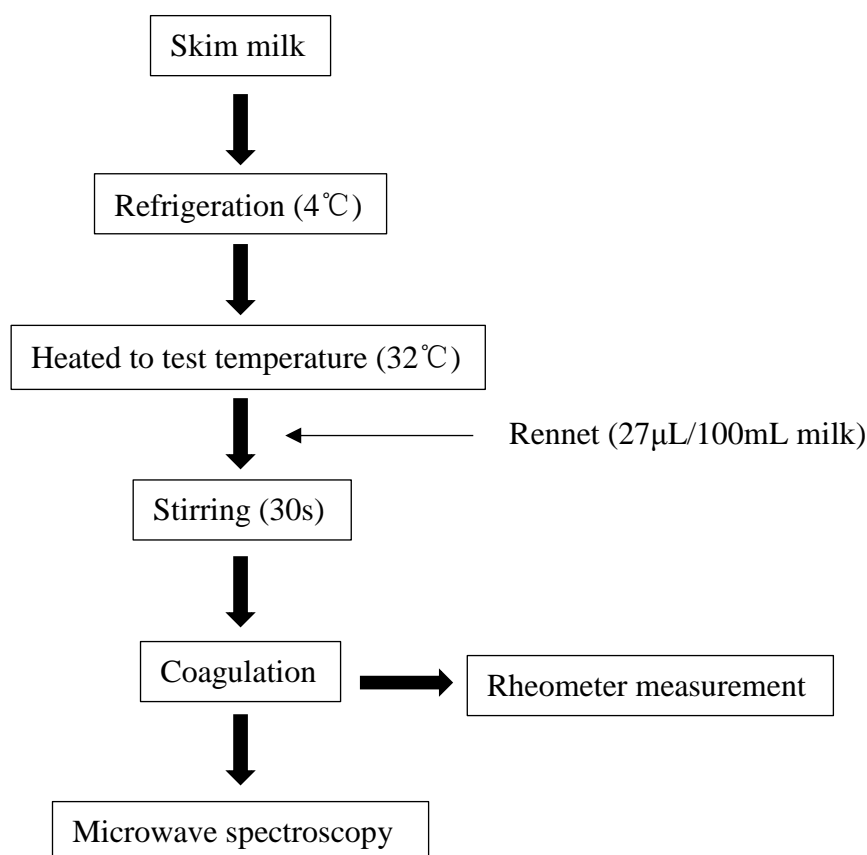 Skim milk
Refrigeration (4℃)
Heated to test temperature (32℃)
Rennet (27μL/100mL milk)
Stirring (30s)
Coagulation
Rheometer measurement
Microwave spectroscopy